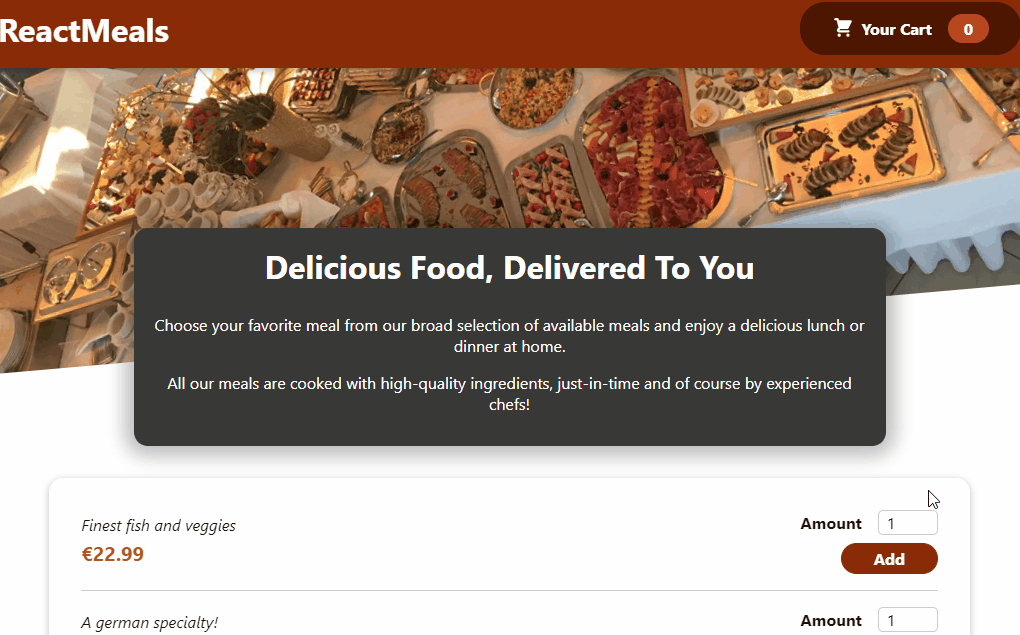 ReactMeals
Your Cart 0
Delicious Food, Delivered To You
Choose your favorite meal from our broad selection of available meals and enjoy a delicious lunch or
dinner at home.
All our meals are cooked with high-quality ingredients, just-in-time and of course by experienced
chefs!
Finest fish and veggies
€22.99
Amount 1
Add
A german specialty!
Amount 1